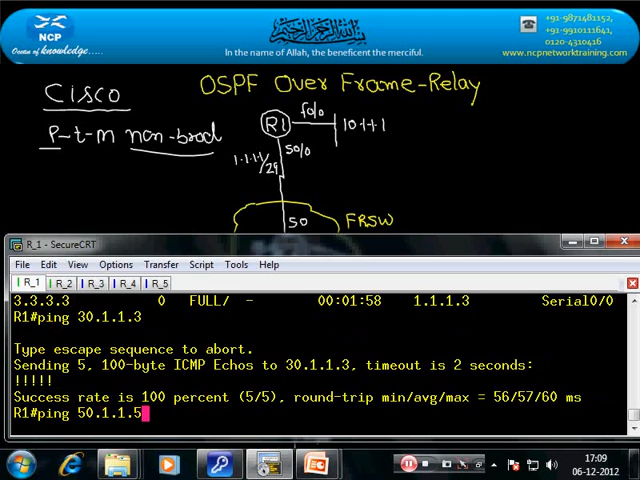 NCP
Ocean of knowledge..
بسم الله الرحمن الرحيم
In the name of Allah, the beneficent the merciful.
+91-9871481152,
+91-9910111641,
0120-4310416
www.ncpnetworktraining.com
OSPF Over Frame-Relay
Cisco
P-t-m non-broad
R1
f0/0
10.1.1.1
S0/0
1.1.1.1/29
S0
FRSW
R_1 - SecureCRT
File Edit View Options Transfer Script Tools Help
R_1 R_2 R_3 R_4 R_5
3.3.3.3 0 FULL/ - 00:01:58 1.1.1.3 Serial0/0
R1#ping 30.1.1.3
Type escape sequence to abort.
Sending 5, 100-byte ICMP Echos to 30.1.1.3, timeout is 2 seconds:
!!!!!
Success rate is 100 percent (5/5), round-trip min/avg/max = 56/57/60 ms
R1#ping 50.1.1.5
17:09
06-12-2012